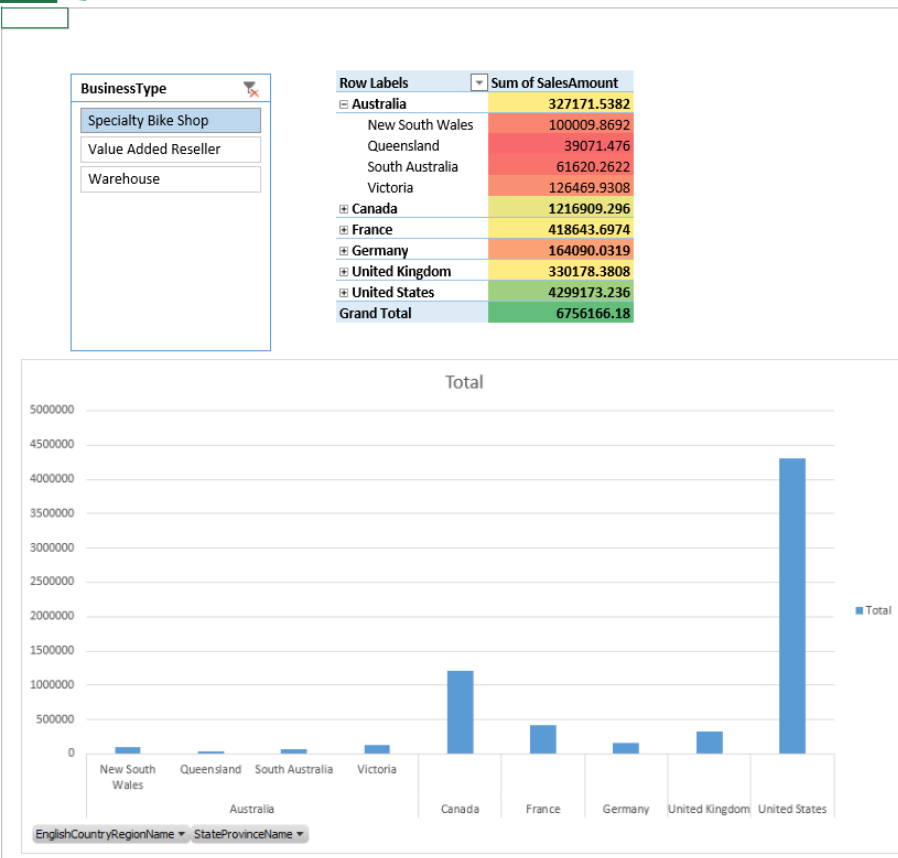 BusinessType
Specialty Bike Shop
Value Added Reseller
Warehouse
Row Labels Sum of SalesAmount
Australia 327171.5382
New South Wales 100009.8692
Queensland 39071.476
South Australia 61620.2622
Victoria 126469.9308
Canada 1216909.296
France 418643.6974
Germany 164090.0319
United Kingdom 330178.3808
United States 4299173.236
Grand Total 6756166.18
Total
5000000
4500000
4000000
3500000
3000000
2500000
2000000
1500000
1000000
500000
0
Total
New South Wales Queensland South Australia Victoria
Australia Canada France Germany United Kingdom United States
EnglishCountryRegionName StateProvinceName